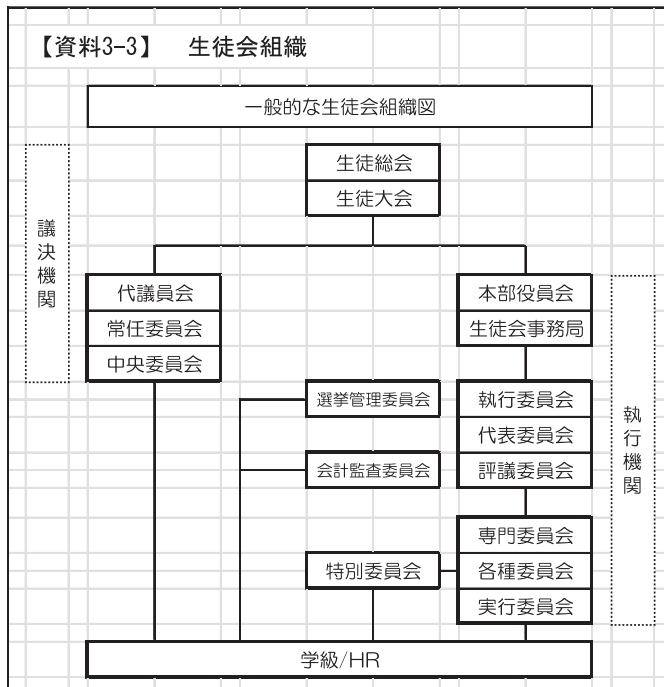 【資料3-3】 生徒会組織
一般的な生徒会組織図
生徒総会
生徒大会
議決機関
代議員会
常任委員会
中央委員会
本部役員会
生徒会事務局
選挙管理委員会
会計監査委員会
執行委員会
代表委員会
評議委員会
執行機関
特別委員会
専門委員会
各種委員会
実行委員会
学級/HR